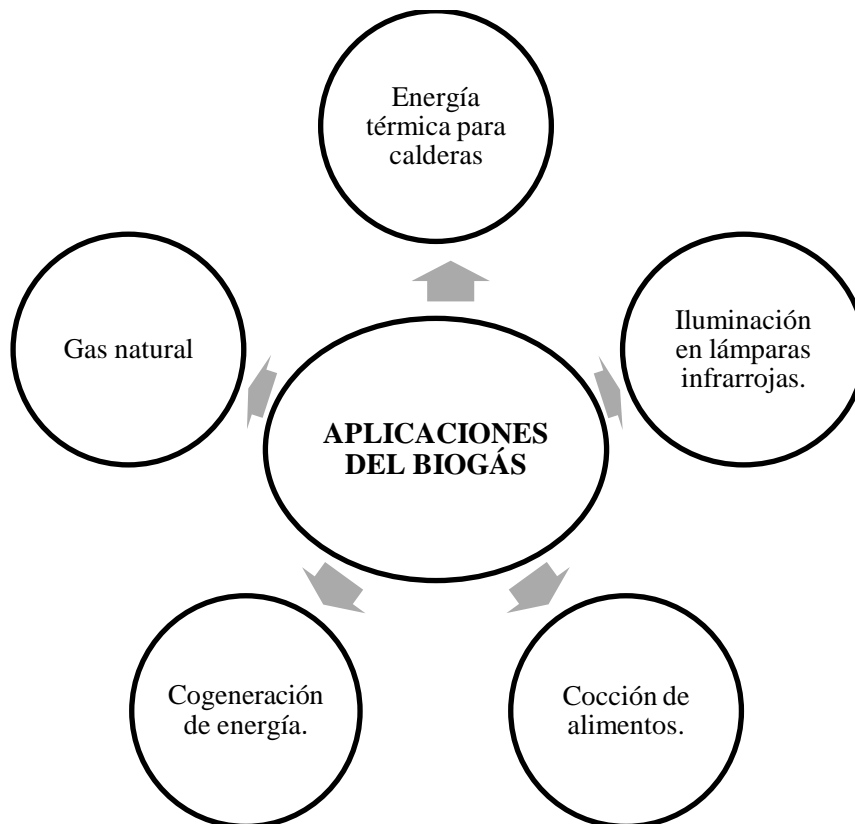 Energía
térmica para
calderas
Gas natural
Iluminación
en lámparas
infrarrojas.
APLICACIONES
DEL BIOGÁS
Cogeneración
de energía.
Cocción de
alimentos.